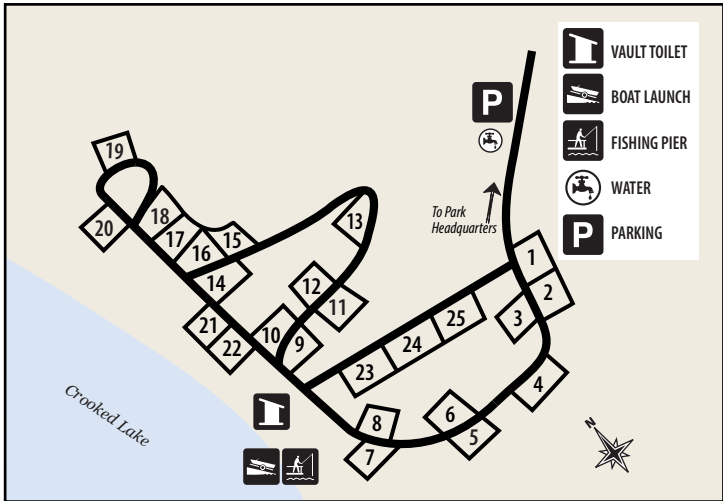 P
VAULT TOILET
BOAT LAUNCH
FISHING PIER
WATER
P PARKING
To Park
Headquarters
19
20
18
17
16
15
13
14
12
11
21
22
10
9
1
2
3
25
24
23
4
6
5
8
7
Crooked Lake
N